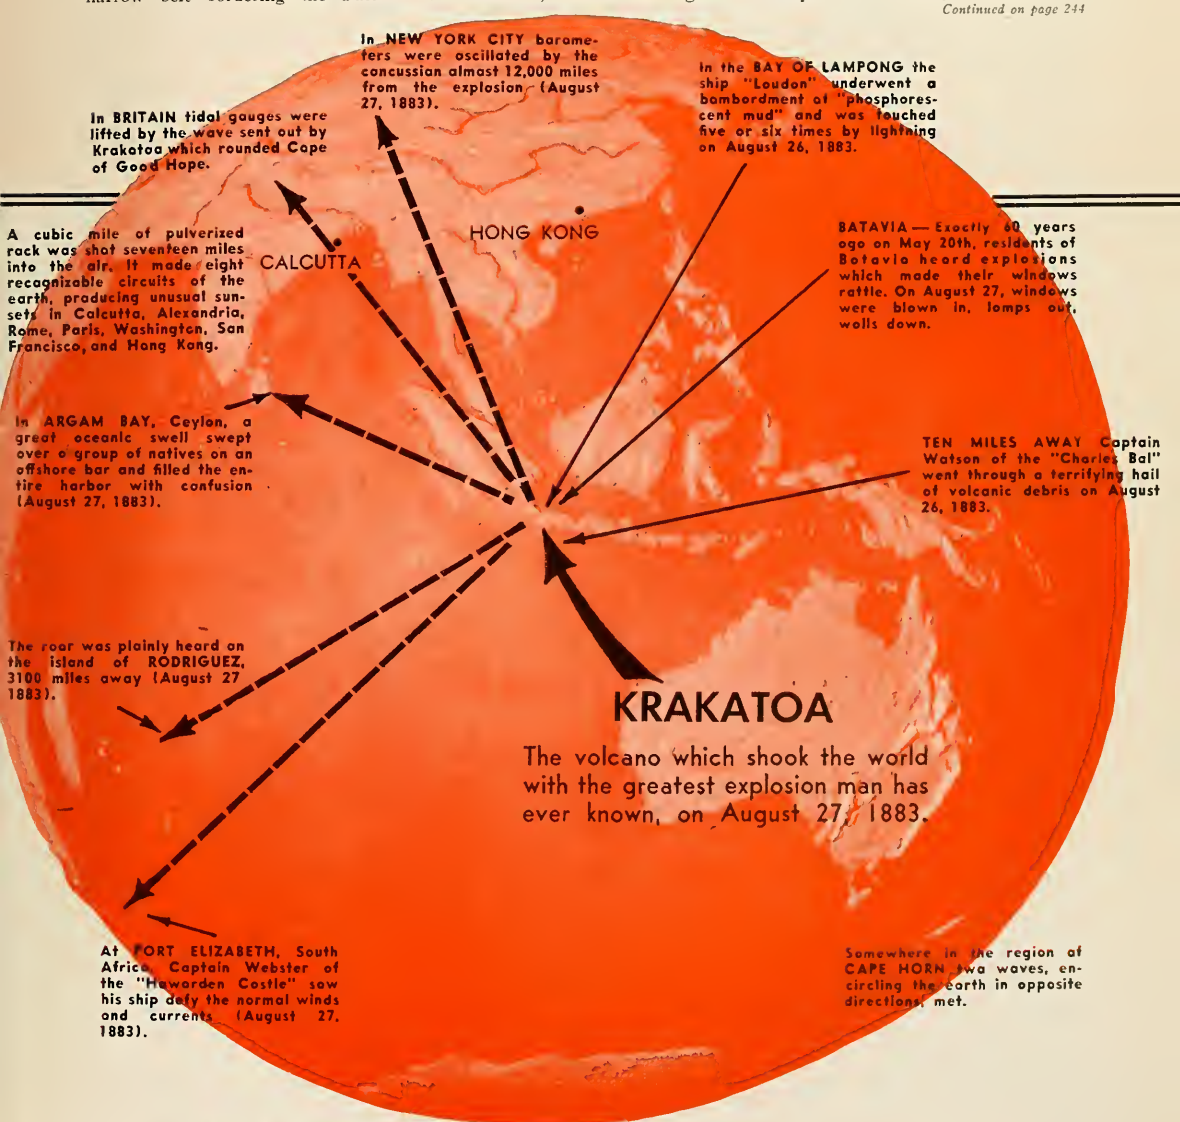 narrow belt bordering the
Continued on page 244
In NEW YORK CITY barome-
ters were oscillated by the
concussion almost 12,000 miles
from the explosion (August
27, 1883).
In the BAY OF LAMPONG the
ship "Loudon" underwent a
bombardment of "phosphores-
cent mud" and was touched
five or six times by lightning
on August 26, 1883.
In BRITAIN tidal gauges were
lifted by the wave sent out by
Krakatoa which rounded Cape
of Good Hope.
A cubic mile of pulverized
rock was shot seventeen miles
into the air. It made eight
recognizable circuits of the
earth, producing unusual sun-
sets in Calcutta, Alexandria,
Rome, Paris, Washington, San
Francisco, and Hong Kong.
CALCUTTA
HONG KONG
BATAVIA — Exactly 60 years
ago on May 20th, residents of
Batavia heard explosions
which made their windows
rattle. On August 27, windows
were blown in, lamps out,
walls down.
In ARGAM BAY, Ceylon, a
great oceanic swell swept
over a group of natives on an
offshore bar and filled the en-
tire harbor with confusion
(August 27, 1883).
TEN MILES AWAY Captain
Watson of the "Charles Bal"
went through a terrifying hail
of volcanic debris on August
26, 1883.
The roar was plainly heard on
the island of RODRIGUEZ,
3100 miles away (August 27
1883).
KRAKATOA
The volcano which shook the world
with the greatest explosion man has
ever known, on August 27, 1883.
At PORT ELIZABETH, South
Africa, Captain Webster of
the "Hawarden Castle" saw
his ship defy the normal winds
and currents (August 27,
1883).
Somewhere in the region of
CAPE HORN two waves, en-
circling the earth in opposite
directions, met.